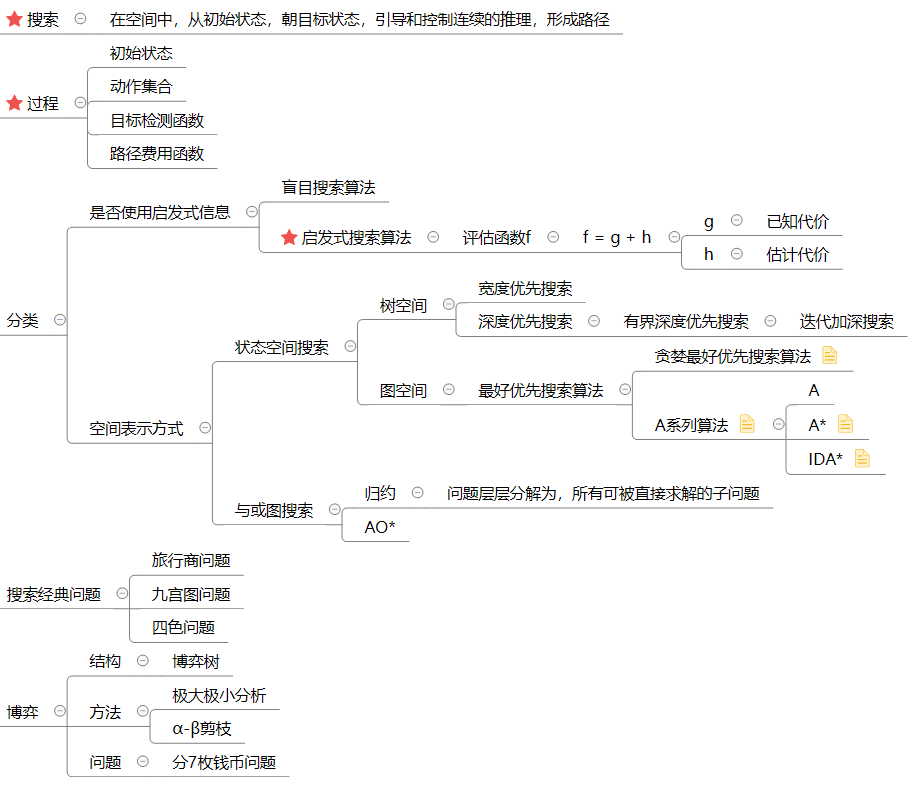 搜索 在空间中，从初始状态，朝目标状态，引导和控制连续的推理，形成路径
过程
初始状态
动作集合
目标检测函数
路径费用函数
分类
是否使用启发式信息
盲目搜索算法
启发式搜索算法 评估函数f f = g + h
g 已知代价
h 估计代价
空间表示方式
状态空间搜索
树空间
宽度优先搜索
深度优先搜索 有界深度优先搜索 迭代加深搜索
图空间 最好优先搜索算法
贪婪最好优先搜索算法
A系列算法
A
A*
IDA*
与或图搜索
归约 问题层层分解为，所有可被直接求解的子问题
AO*
搜索经典问题
旅行商问题
九宫图问题
四色问题
博弈
结构 博弈树
方法
极大极小分析
α-β剪枝
问题 分7枚钱币问题